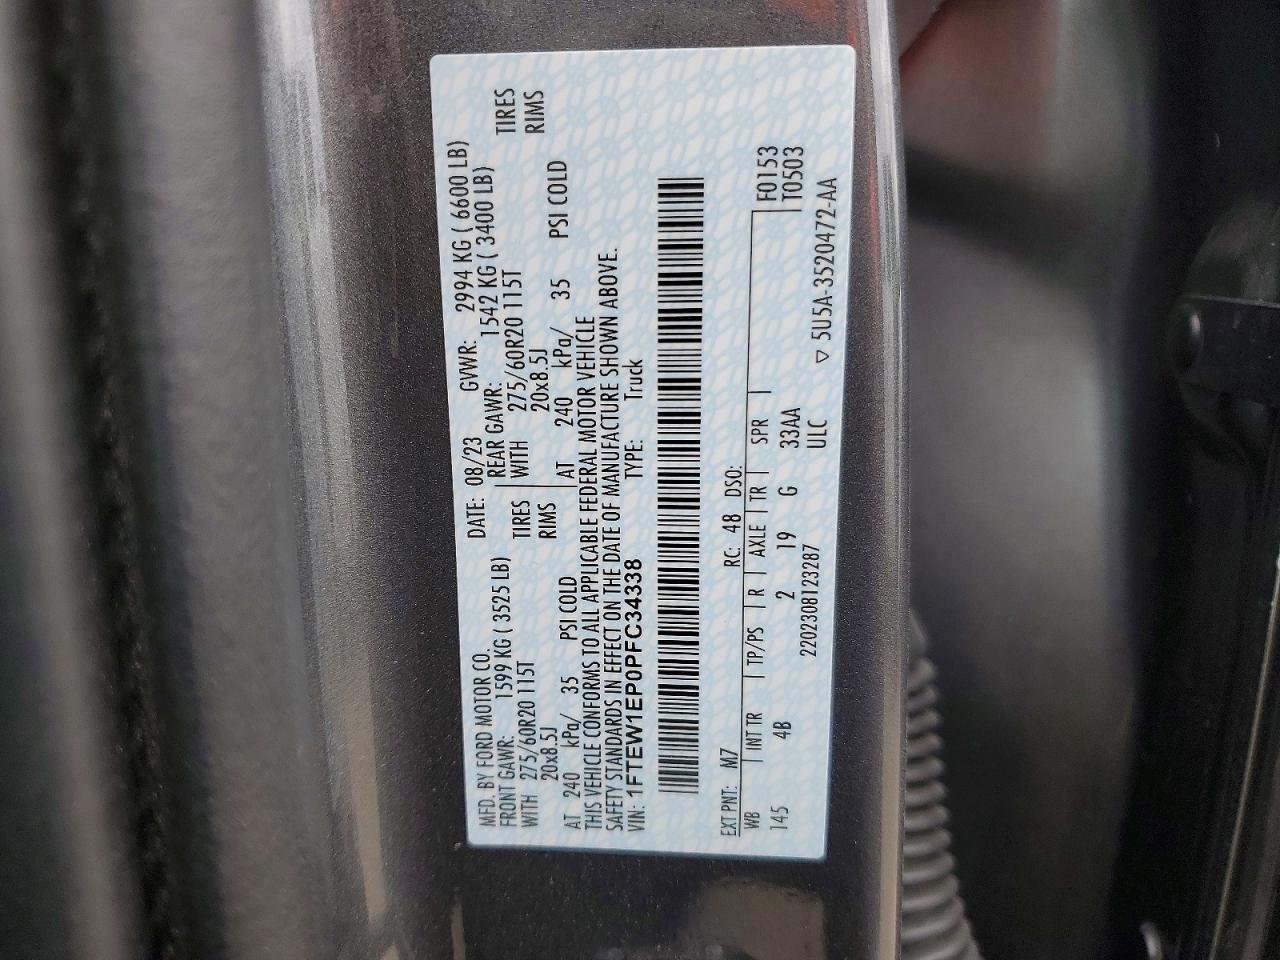 MFD. BY FORD MOTOR CO.
DATE: 08/23 GVWR: 2994 KG ( 6600 LB)
FRONT GAWR: 1599 KG ( 3525 LB)
REAR GAWR: 1542 KG ( 3400 LB)
WITH 275/60R20 115T TIRES
WITH 275/60R20 115T TIRES
20x8.5J RIMS
20x8.5J RIMS
AT 240 kPa/ 35 PSI COLD
AT 240 kPa/ 35 PSI COLD
THIS VEHICLE CONFORMS TO ALL APPLICABLE FEDERAL MOTOR VEHICLE
SAFETY STANDARDS IN EFFECT ON THE DATE OF MANUFACTURE SHOWN ABOVE.
VIN: 1FTEW1EP0PFC34338 TYPE: Truck
EXT PNT: M7 RC: 48 DSO:
WB INT TR TP/PS R AXLE TR SPR F0153
145 4B 2 19 G 33AA T0503
2202308123287 ULC
▽ 5U5A-3520472-AA